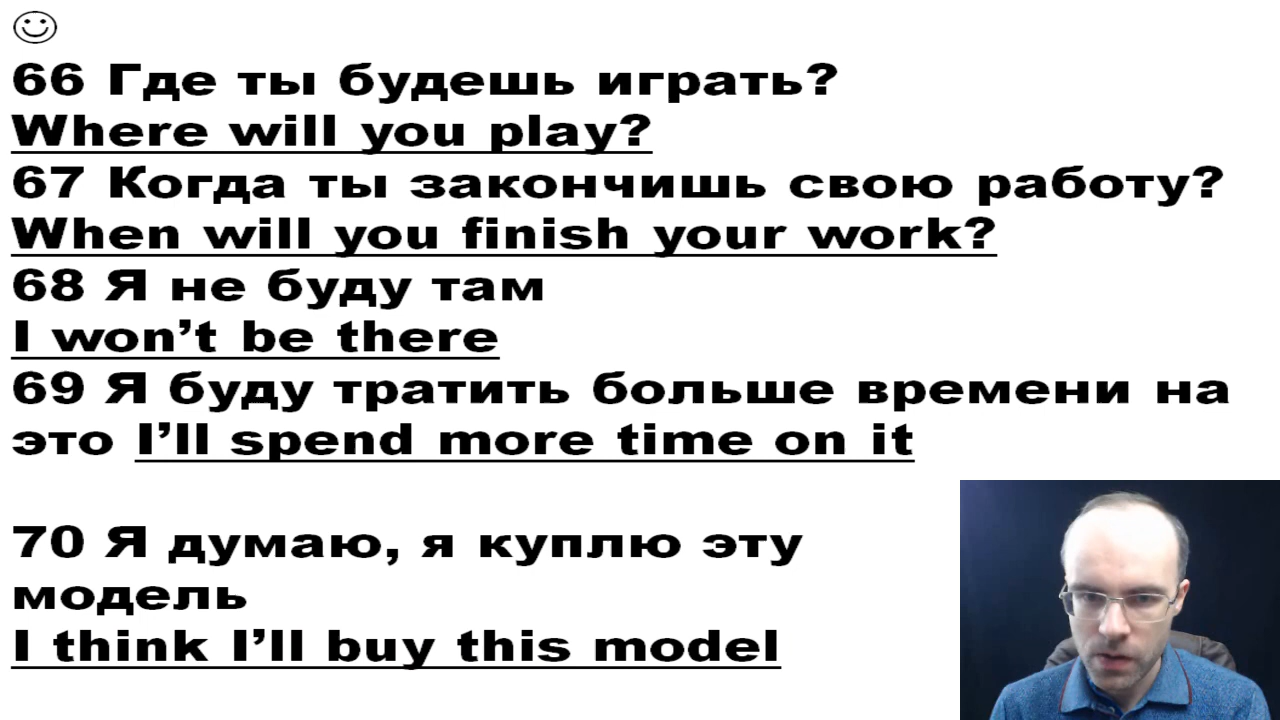 66 Где ты будешь играть?
Where will you play?
67 Когда ты закончишь свою работу?
When will you finish your work?
68 Я не буду там
I won’t be there
69 Я буду тратить больше времени на
это I’ll spend more time on it
70 Я думаю, я куплю эту
модель
I think I’ll buy this model